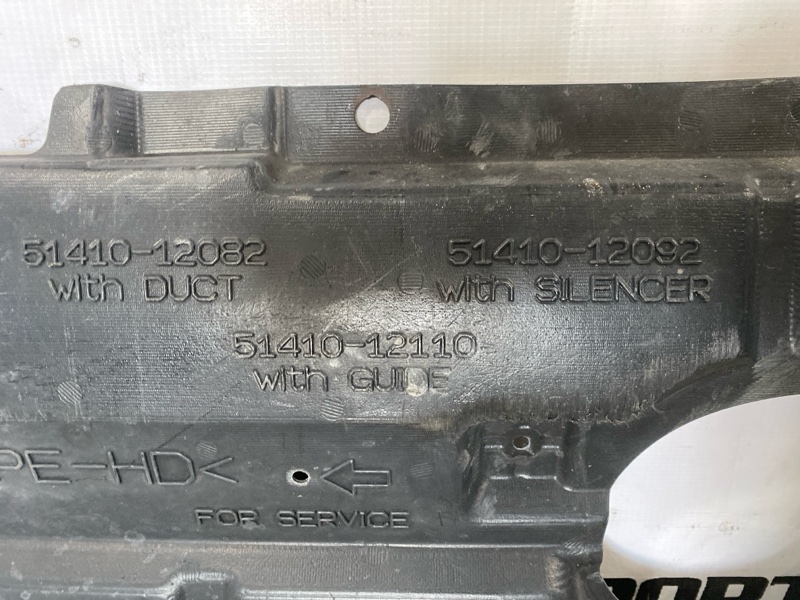 51410-12082
with DUCT
51410-12092
with SILENCER
51410-12110
with GUIDE
PE-HD<
FOR SERVICE